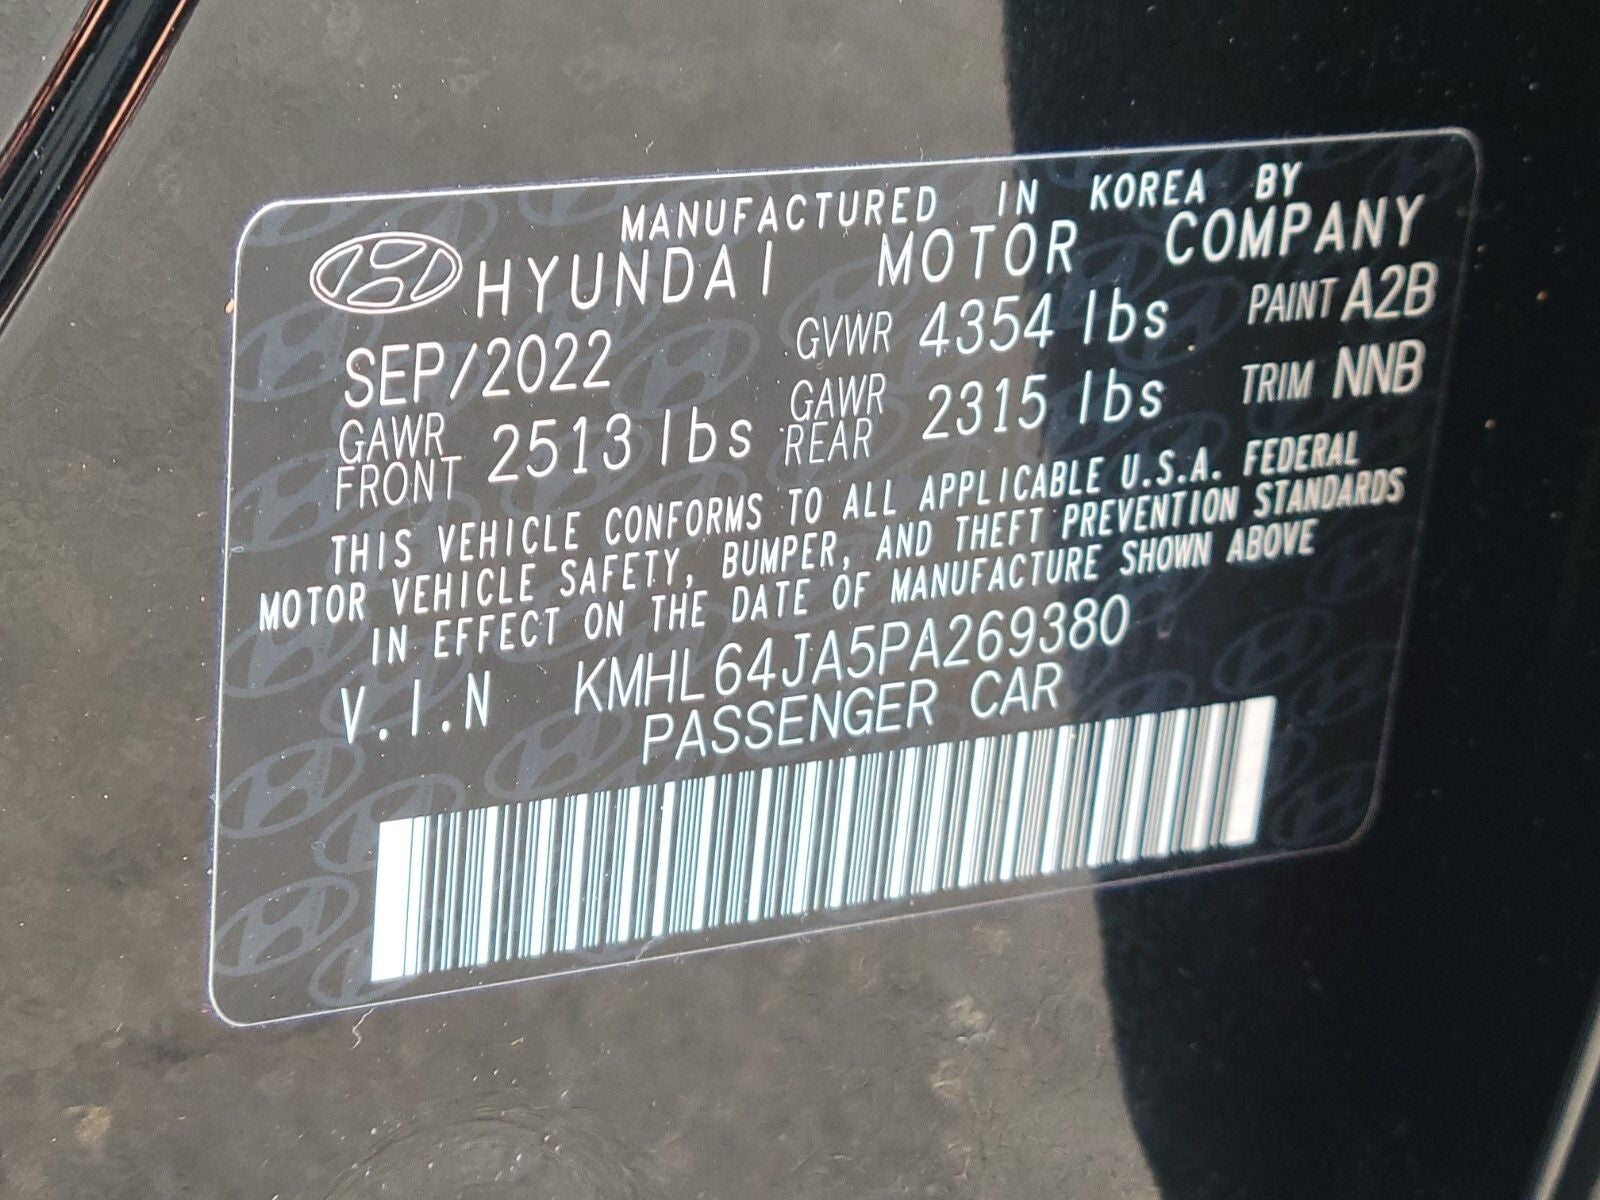 MANUFACTURED IN KOREA BY
HYUNDAI MOTOR COMPANY
SEP/2022 GVWR 4354 lbs PAINT A2B
GAWR FRONT 2513 lbs GAWR REAR 2315 lbs TRIM NNB
THIS VEHICLE CONFORMS TO ALL APPLICABLE U.S.A. FEDERAL
MOTOR VEHICLE SAFETY, BUMPER, AND THEFT PREVENTION STANDARDS
IN EFFECT ON THE DATE OF MANUFACTURE SHOWN ABOVE
V.I.N KMHL64JA5PA269380
PASSENGER CAR